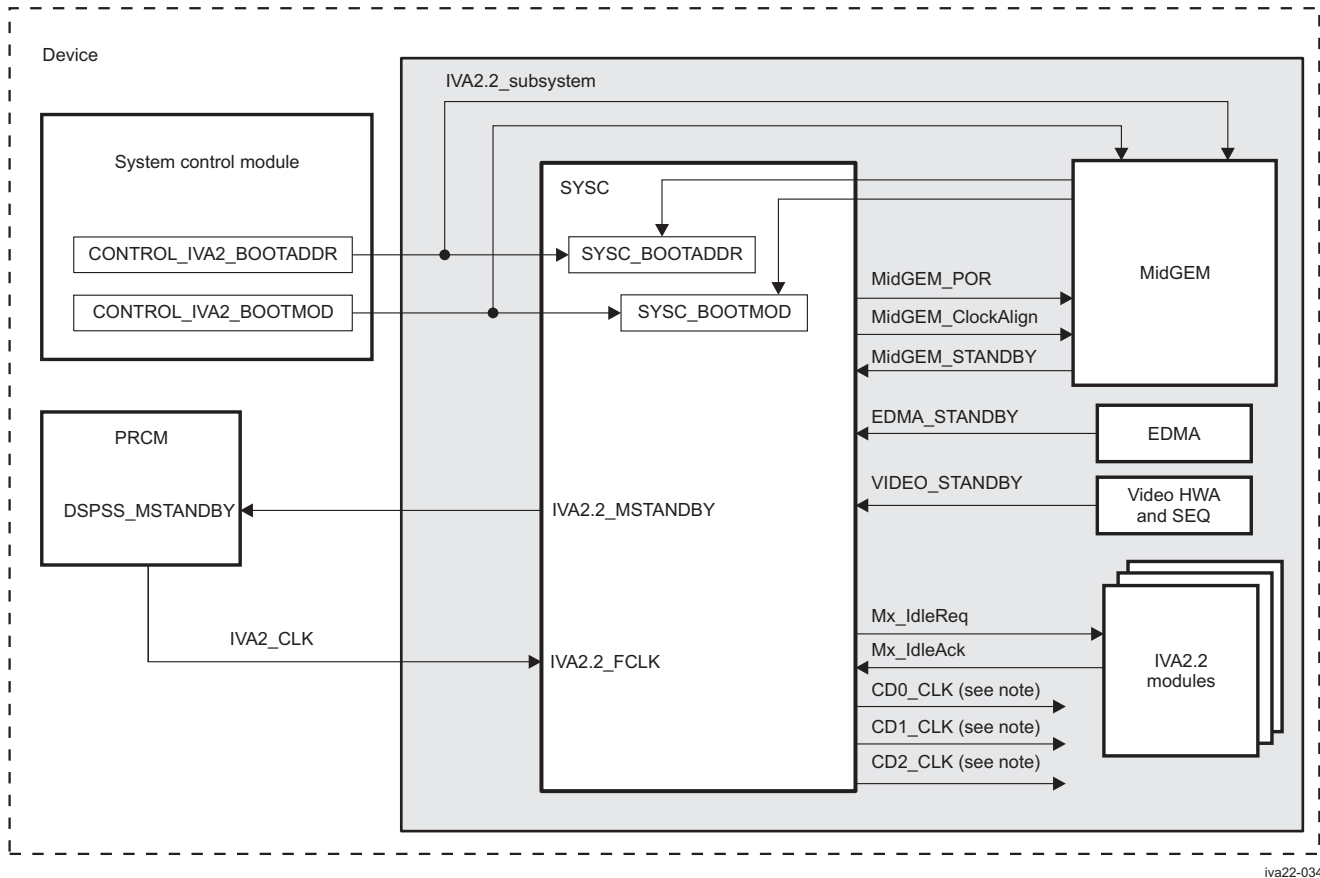 Device
IVA2.2_subsystem
System control module
SYSC
CONTROL_IVA2_BOOTADDR
SYSC_BOOTADDR
MidGEM
MidGEM_POR
CONTROL_IVA2_BOOTMOD
SYSC_BOOTMOD
MidGEM_ClockAlign
MidGEM_STANDBY
PRCM
EDMA_STANDBY
EDMA
DSPSS_MSTANDBY
IVA2.2_MSTANDBY
VIDEO_STANDBY
Video HWA
and SEQ
IVA2_CLK
IVA2.2_FCLK
Mx_IdleReq
Mx_IdleAck
IVA2.2
modules
CD0_CLK (see note)
CD1_CLK (see note)
CD2_CLK (see note)
iva22-034